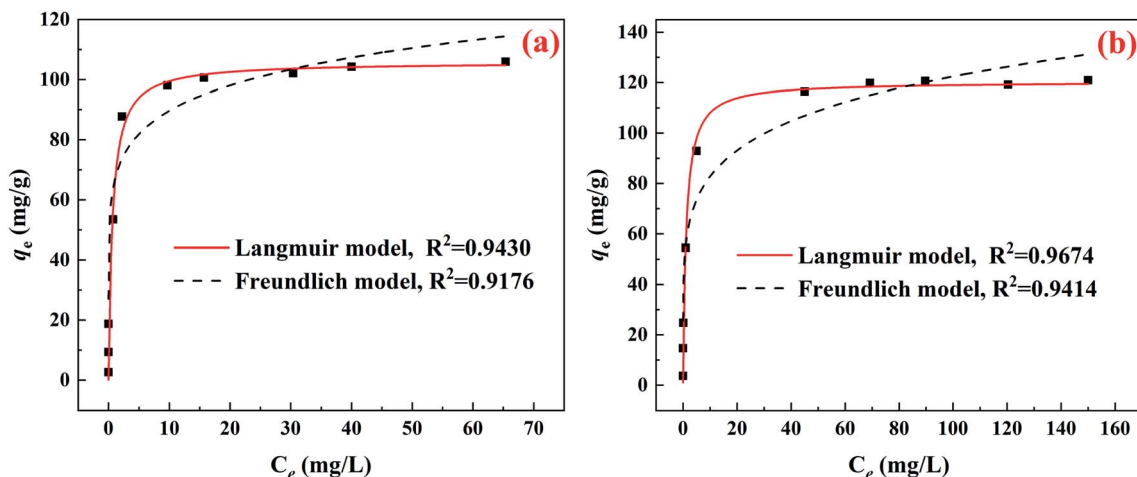 (a)
120
100
80
60
40
20
0
qe (mg/g)
Langmuir model, R²=0.9430
Freundlich model, R²=0.9176
0 10 20 30 40 50 60 70
Ce (mg/L)
(b)
140
120
100
80
60
40
20
0
qe (mg/g)
Langmuir model, R²=0.9674
Freundlich model, R²=0.9414
0 20 40 60 80 100 120 140 160
Ce (mg/L)